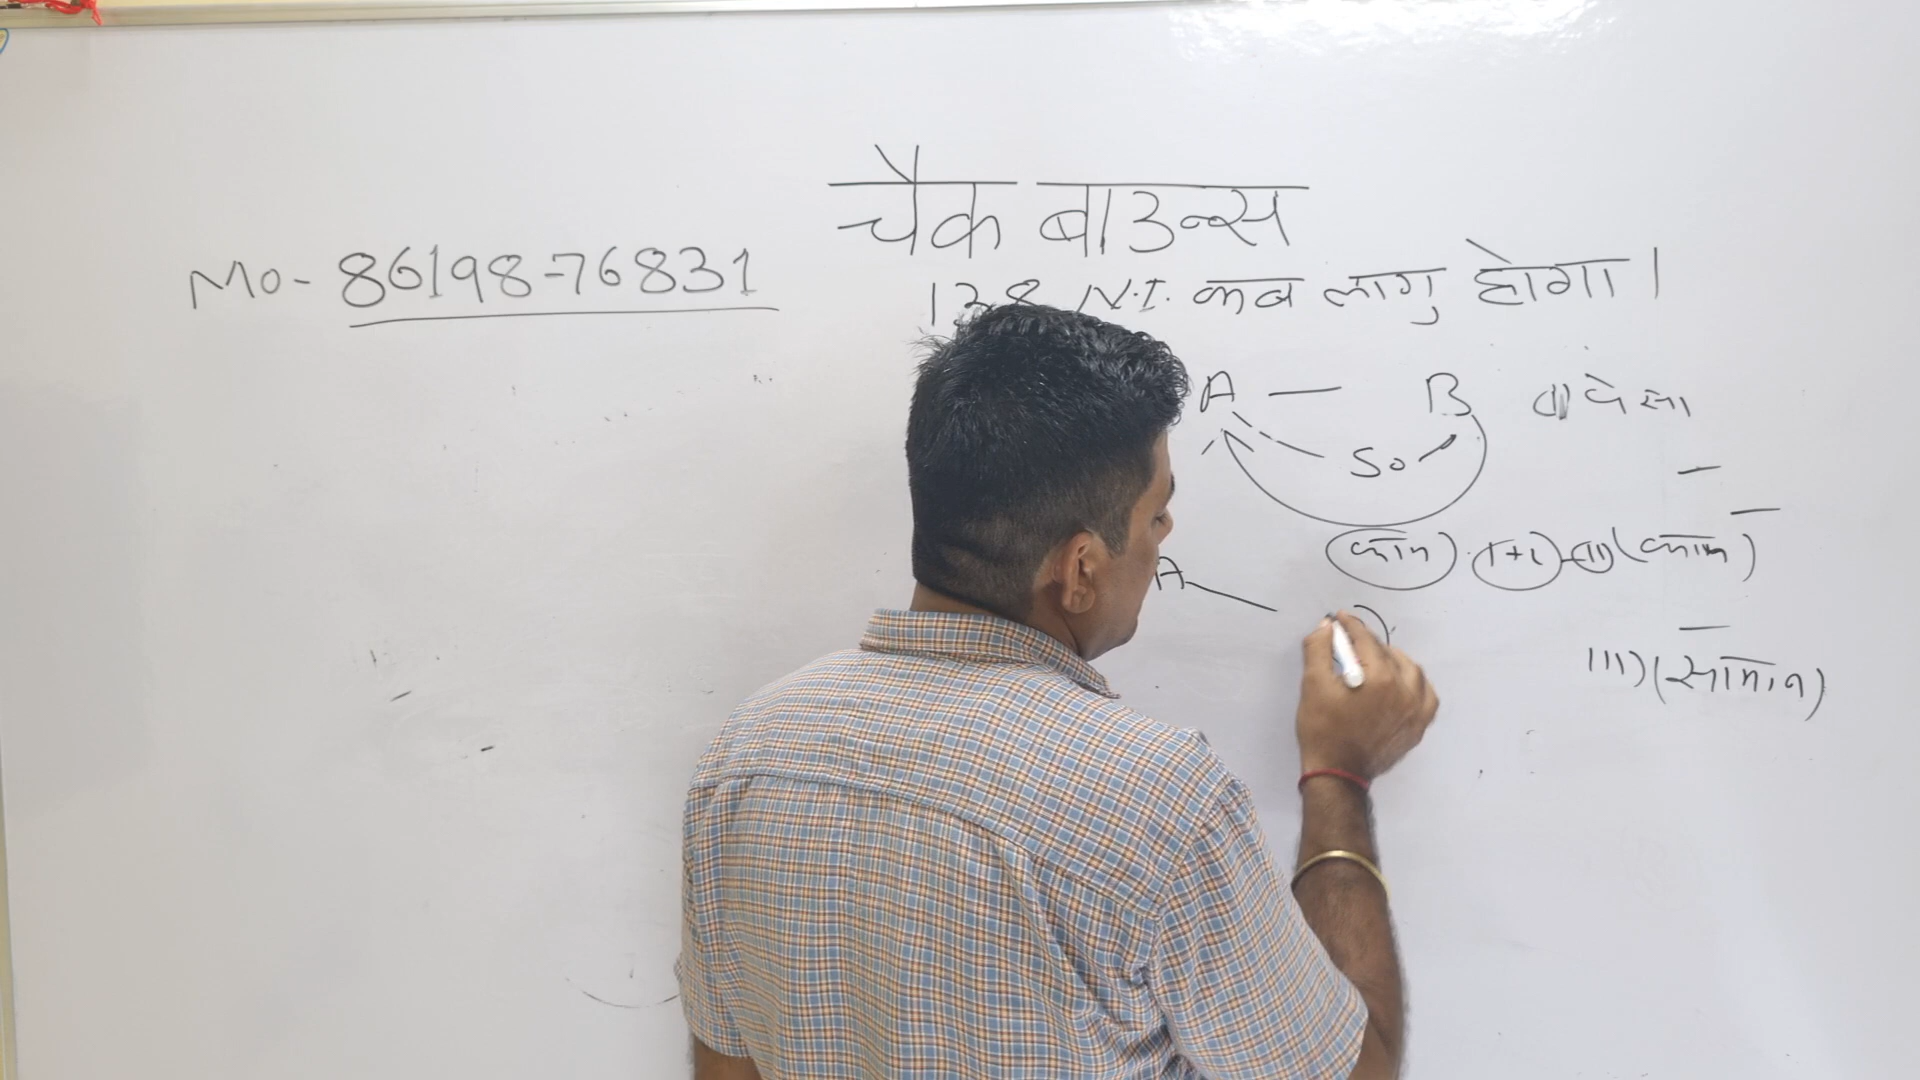 चैक बाउन्स
Mo- 86198-76831
138 N.I. कब लागु होगा।
A — B
पेसा
50
(काम)
A
III) (सामान)